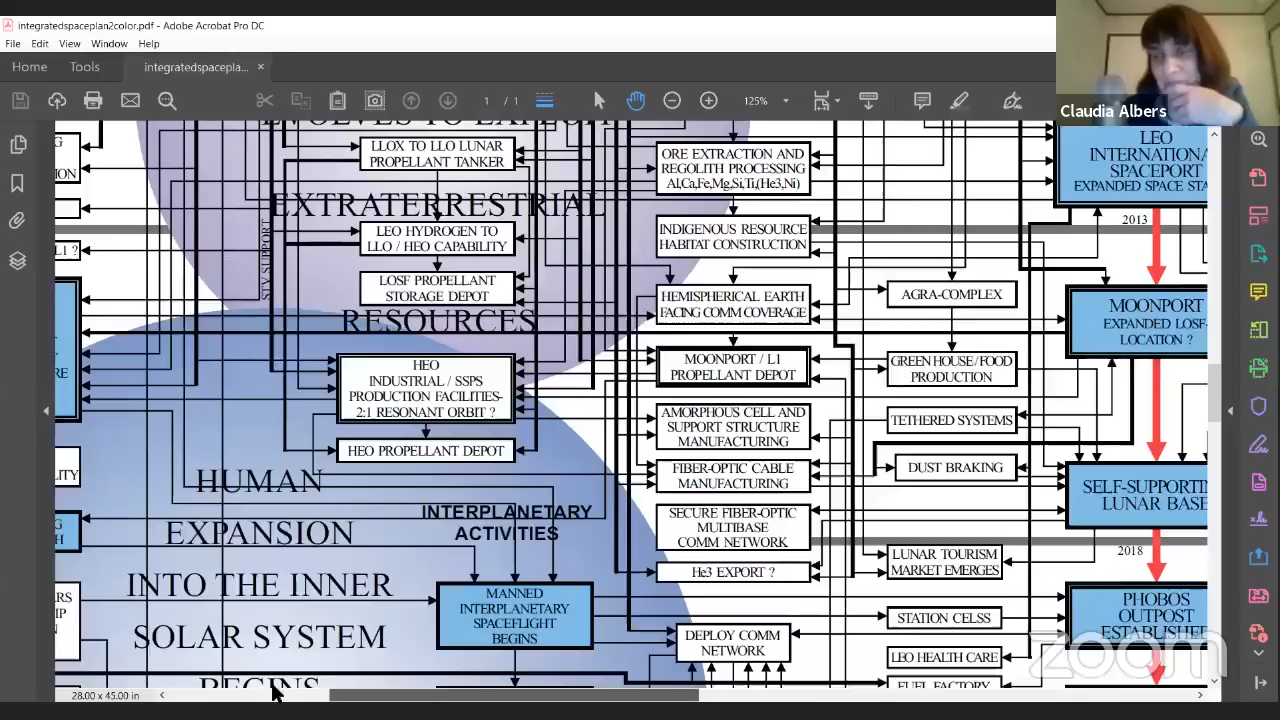 integratedspaceplan2color.pdf - Adobe Acrobat Pro DC
File Edit View Window Help
Home Tools integratedspacepla... ×
1 / 1
125%
Claudia Albers
LLOX TO LLO LUNAR
PROPELLANT TANKER
EXTRATERRESTRIAL
LEO HYDROGEN TO
LLO / HEO CAPABILITY
STV SUPPORT
LOSF PROPELLANT
STORAGE DEPOT
RESOURCES
HEO
INDUSTRIAL / SSPS
PRODUCTION FACILITIES-
2:1 RESONANT ORBIT ?
HEO PROPELLANT DEPOT
HUMAN
EXPANSION
INTO THE INNER
SOLAR SYSTEM
BEGINS
INTERPLANETARY
ACTIVITIES
MANNED
INTERPLANETARY
SPACEFLIGHT
BEGINS
ORE EXTRACTION AND
REGOLITH PROCESSING
Al,Ca,Fe,Mg,Si,Ti,(He3,Ni)
INDIGENOUS RESOURCE
HABITAT CONSTRUCTION
HEMISPHERICAL EARTH
FACING COMM COVERAGE
MOONPORT / L1
PROPELLANT DEPOT
AMORPHOUS CELL AND
SUPPORT STRUCTURE
MANUFACTURING
FIBER-OPTIC CABLE
MANUFACTURING
SECURE FIBER-OPTIC
MULTIBASE
COMM NETWORK
He3 EXPORT ?
DEPLOY COMM
NETWORK
AGRA-COMPLEX
GREEN HOUSE / FOOD
PRODUCTION
TETHERED SYSTEMS
DUST BRAKING
LUNAR TOURISM
MARKET EMERGES
STATION CELSS
LEO HEALTH CARE
FUEL FACTORY
LEO
INTERNATIONA
SPACEPORT
EXPANDED SPACE STA
2013
MOONPORT
EXPANDED LOSF-
LOCATION ?
SELF-SUPPORTIN
LUNAR BASE
2018
PHOBOS
OUTPOST
ESTABLISHED
zoom
28.00 x 45.00 in